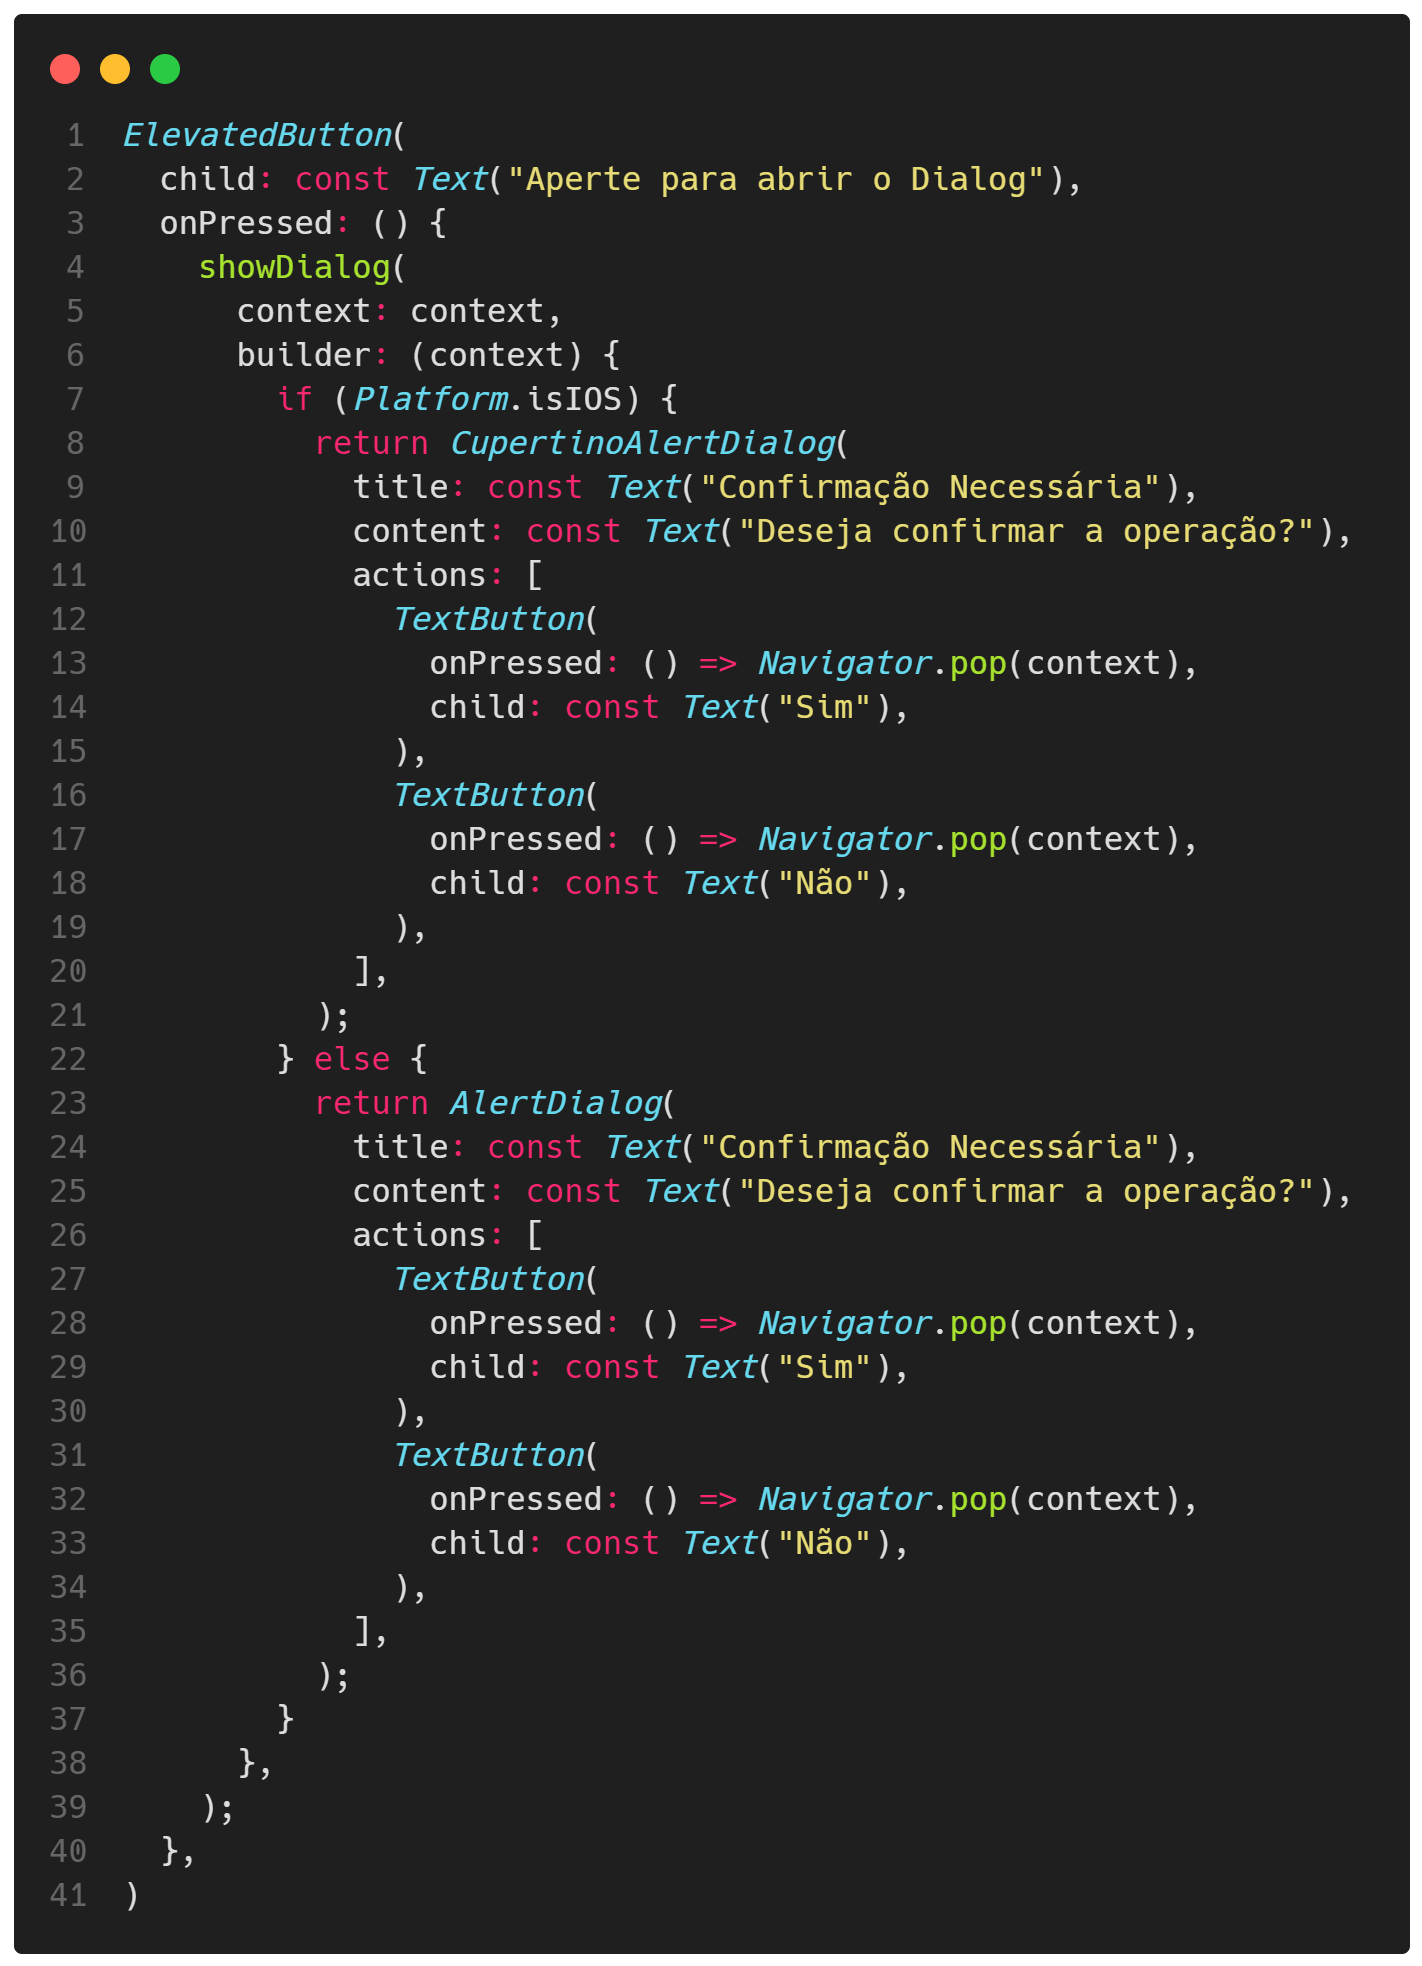 1 ElevatedButton(
2   child: const Text("Aperte para abrir o Dialog"),
3   onPressed: () {
4     showDialog(
5       context: context,
6       builder: (context) {
7         if (Platform.isIOS) {
8           return CupertinoAlertDialog(
9             title: const Text("Confirmação Necessária"),
10             content: const Text("Deseja confirmar a operação?"),
11             actions: [
12               TextButton(
13                 onPressed: () => Navigator.pop(context),
14                 child: const Text("Sim"),
15               ),
16               TextButton(
17                 onPressed: () => Navigator.pop(context),
18                 child: const Text("Não"),
19               ),
20             ],
21           );
22         } else {
23           return AlertDialog(
24             title: const Text("Confirmação Necessária"),
25             content: const Text("Deseja confirmar a operação?"),
26             actions: [
27               TextButton(
28                 onPressed: () => Navigator.pop(context),
29                 child: const Text("Sim"),
30               ),
31               TextButton(
32                 onPressed: () => Navigator.pop(context),
33                 child: const Text("Não"),
34               ),
35             ],
36           );
37         }
38       },
39     );
40   },
41 )